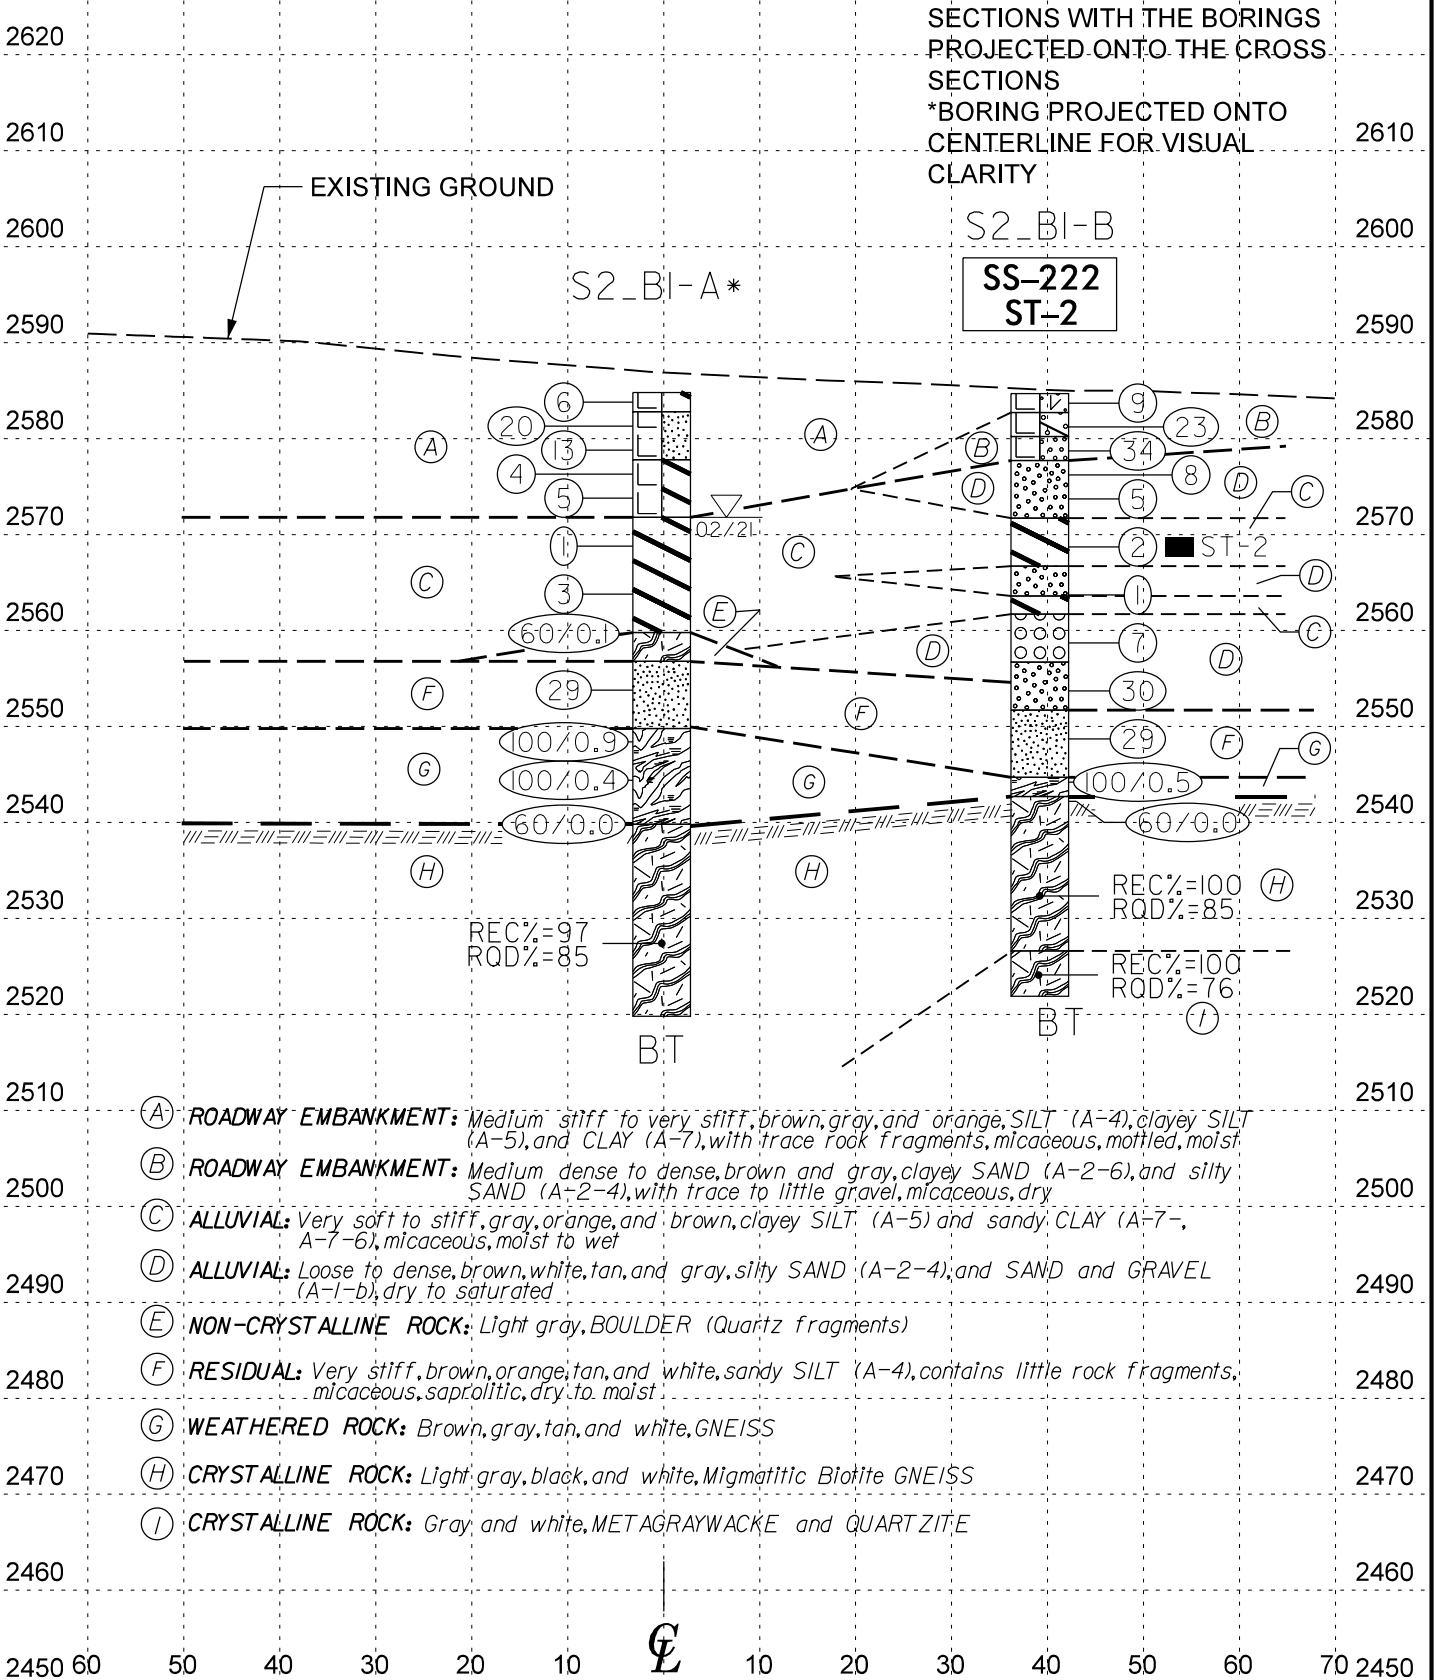 SECTIONS WITH THE BORINGS
2620
PROJECTED ONTO THE CROSS
SECTIONS
*BORING PROJECTED ONTO
2610 CENTERLINE FOR VISUAL 2610
CLARITY
EXISTING GROUND
2600 S2_B1-B 2600
SS-222
S2_B1-A*
ST-2
2590 2590
6 9
2580 20 A 23 B 2580
A 13 B 34
4 D 8 D
5 5 C
2570 02/21 2570
1 C 2 ST-2
C 3 1 D
2560 E 2560
60/0.1 D 7 C
D
F 29 30
2550 F 2550
100/0.9 29 F G
G 100/0.4 G 100/0.5
2540 60/0.0 60/0.0 2540
H H
REC%=100 H
2530 RQD%=85 2530
REC%=97
RQD%=85
REC%=100
2520 RQD%=76 2520
BT BT I
2510 2510
A ROADWAY EMBANKMENT: Medium stiff to very stiff, brown, gray, and orange, SILT (A-4), clayey SILT
(A-5), and CLAY (A-7), with trace rock fragments, micaceous, mottled, moist
B ROADWAY EMBANKMENT: Medium dense to dense, brown and gray, clayey SAND (A-2-6), and silty
2500 SAND (A-2-4), with trace to little gravel, micaceous, dry 2500
C ALLUVIAL: Very soft to stiff, gray, orange, and brown, clayey SILT (A-5) and sandy CLAY (A-7-,
A-7-6), micaceous, moist to wet
D ALLUVIAL: Loose to dense, brown, white, tan, and gray, silty SAND (A-2-4), and SAND and GRAVEL
2490 (A-1-b), dry to saturated 2490
E NON-CRYSTALLINE ROCK: Light gray, BOULDER (Quartz fragments)
F RESIDUAL: Very stiff, brown, orange, tan, and white, sandy SILT (A-4), contains little rock fragments,
2480 micaceous, saprolitic, dry to moist 2480
G WEATHERED ROCK: Brown, gray, tan, and white, GNEISS
2470 H CRYSTALLINE ROCK: Light gray, black, and white, Migmatitic Biotite GNEISS 2470
I CRYSTALLINE ROCK: Gray and white, METAGRAYWACKE and QUARTZITE
2460 2460
2450 60 50 40 30 20 10 ℄ 10 20 30 40 50 60 70 2450